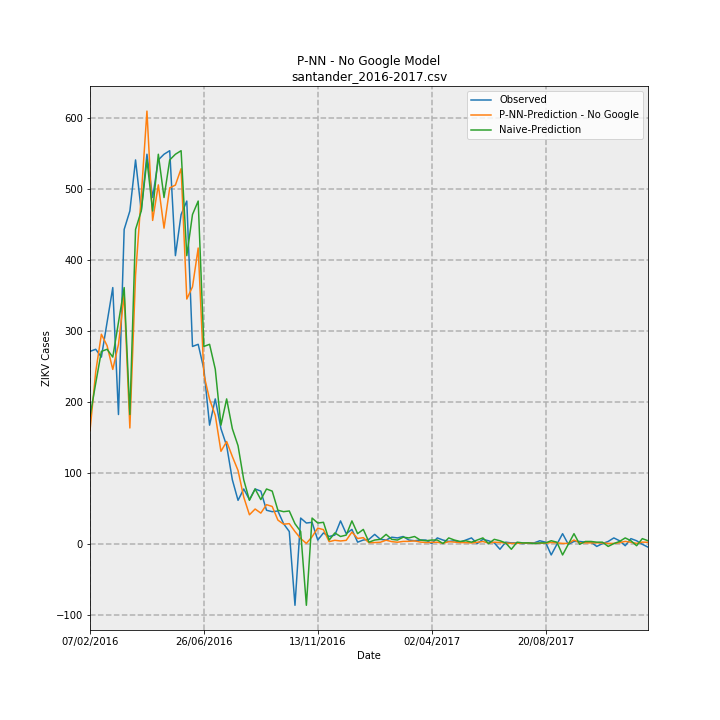 P-NN - No Google Model
santander_2016-2017.csv
Observed
P-NN-Prediction - No Google
Naive-Prediction
ZIKV Cases
600
500
400
300
200
100
0
−100
07/02/2016
26/06/2016
13/11/2016
02/04/2017
20/08/2017
Date